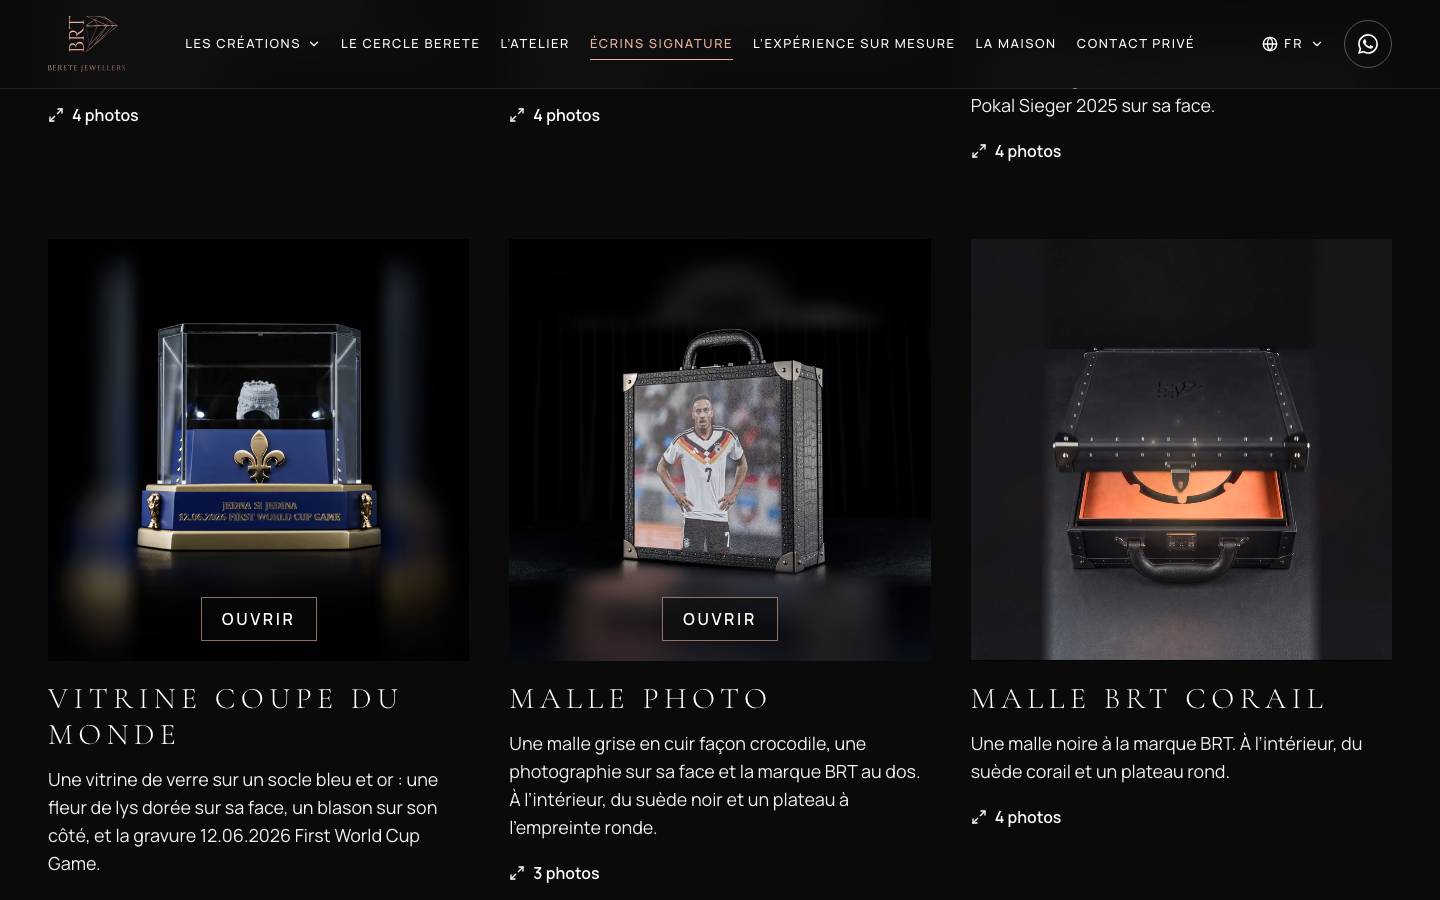 BRT
BERETE JEWELLERS
LES CRÉATIONS
LE CERCLE BERETE
L'ATELIER
ÉCRINS SIGNATURE
L'EXPÉRIENCE SUR MESURE
LA MAISON
CONTACT PRIVÉ
FR
4 photos
4 photos
Pokal Sieger 2025 sur sa face.
4 photos
JEDNA SI JEDINA
12.06.2026 FIRST WORLD CUP GAME
7
7
OUVRIR
OUVRIR
VITRINE COUPE DU
MONDE
Une vitrine de verre sur un socle bleu et or : une
fleur de lys dorée sur sa face, un blason sur son
côté, et la gravure 12.06.2026 First World Cup
Game.
MALLE PHOTO
Une malle grise en cuir façon crocodile, une
photographie sur sa face et la marque BRT au dos.
À l'intérieur, du suède noir et un plateau à
l'empreinte ronde.
3 photos
MALLE BRT CORAIL
Une malle noire à la marque BRT. À l'intérieur, du
suède corail et un plateau rond.
4 photos